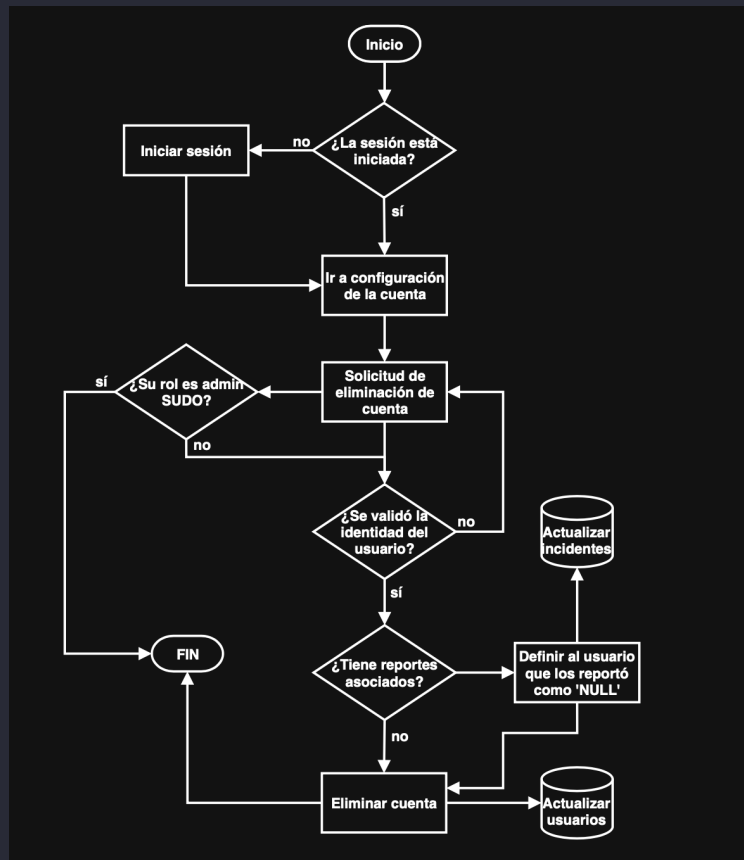 Inicio
¿La sesión está
iniciada?
no
Iniciar sesión
sí
Ir a configuración
de la cuenta
Solicitud de
eliminación de
cuenta
¿Su rol es admin
SUDO?
sí
no
¿Se validó la
identidad del
usuario?
no
sí
Actualizar
incidentes
¿Tiene reportes
asociados?
Definir al usuario
que los reportó
como 'NULL'
FIN
no
Eliminar cuenta
Actualizar
usuarios